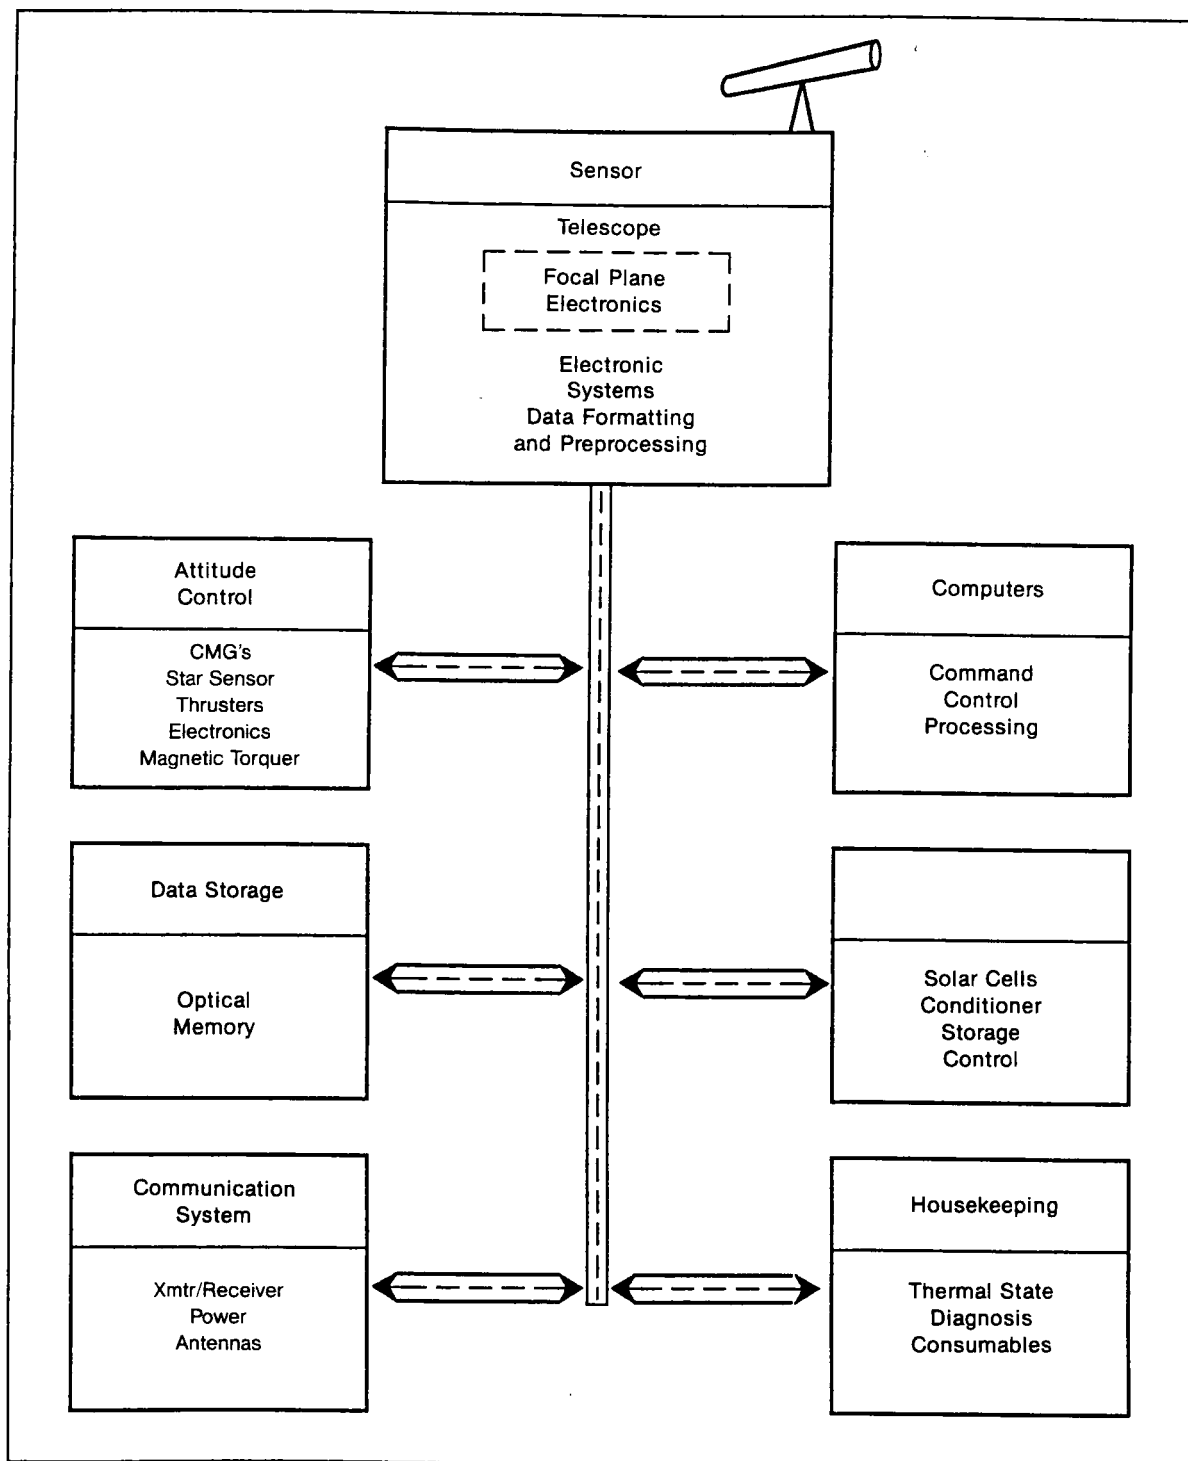 Sensor
Telescope
Focal Plane
Electronics
Electronic
Systems
Data Formatting
and Preprocessing
Attitude
Control
CMG's
Star Sensor
Thrusters
Electronics
Magnetic Torquer
Computers
Command
Control
Processing
Data Storage
Optical
Memory
Solar Cells
Conditioner
Storage
Control
Communication
System
Xmtr/Receiver
Power
Antennas
Housekeeping
Thermal State
Diagnosis
Consumables